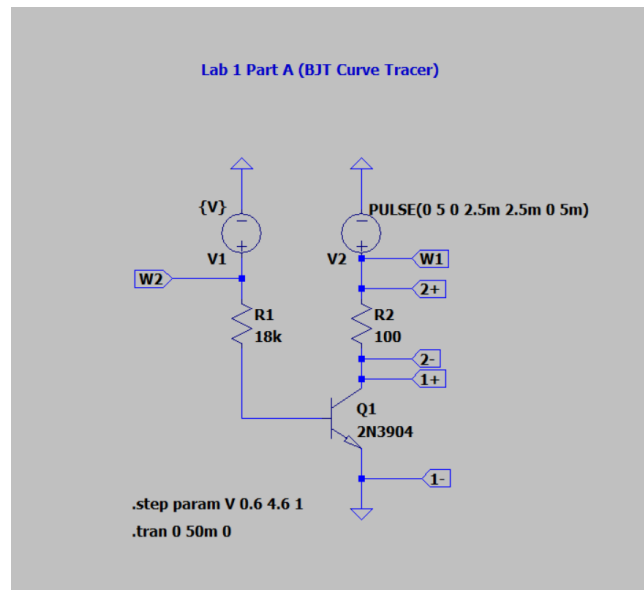 Lab 1 Part A (BJT Curve Tracer)
{V}
PULSE(0 5 0 2.5m 2.5m 0 5m)
V1
V2
W1
W2
2+
R1
18k
R2
100
2-
1+
Q1
2N3904
1-
.step param V 0.6 4.6 1
.tran 0 50m 0